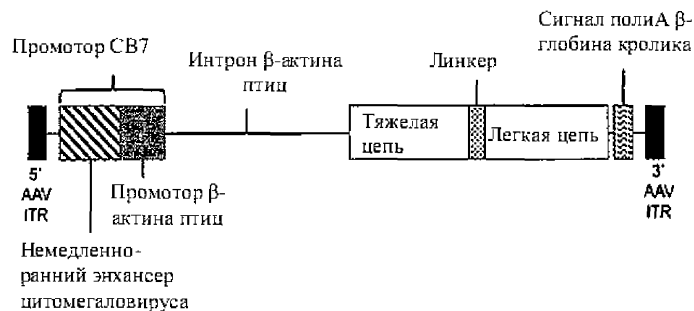 Сигнал полиА β-
глобина кролика
Промотор CB7
Интрон β-актина
птиц
Линкер
Тяжелая
цепь
Легкая цепь
5'
AAV
ITR
3'
AAV
ITR
Промотор β-
актина птиц
Немедленно-
ранний энхансер
цитомегаловируса